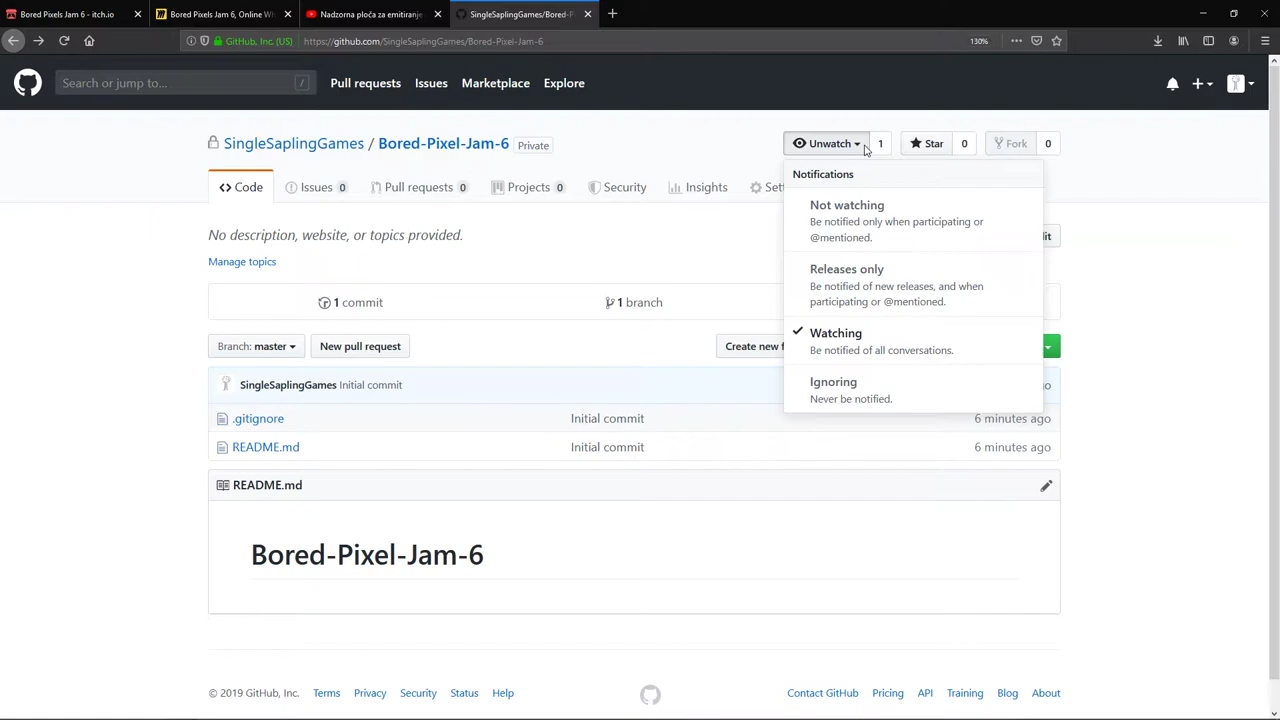 Bored Pixels Jam 6 - itch.io
Bored Pixels Jam 6, Online Wh
Nadzorna ploča za emitiranje
SingleSaplingGames/Bored-P
GitHub, Inc. (US)
https://github.com/SingleSaplingGames/Bored-Pixel-Jam-6
130%
Search or jump to...
/
Pull requests
Issues
Marketplace
Explore
SingleSaplingGames / Bored-Pixel-Jam-6 Private
Unwatch 1
Star 0
Fork 0
Code
Issues 0
Pull requests 0
Projects 0
Security
Insights
Set
Notifications
Not watching
Be notified only when participating or
@mentioned.
Releases only
Be notified of new releases, and when
participating or @mentioned.
Watching
Be notified of all conversations.
Ignoring
Never be notified.
No description, website, or topics provided.
it
Manage topics
1 commit
1 branch
Branch: master
New pull request
Create new f
SingleSaplingGames Initial commit
o
.gitignore Initial commit 6 minutes ago
README.md Initial commit 6 minutes ago
README.md
Bored-Pixel-Jam-6
© 2019 GitHub, Inc. Terms Privacy Security Status Help
Contact GitHub Pricing API Training Blog About